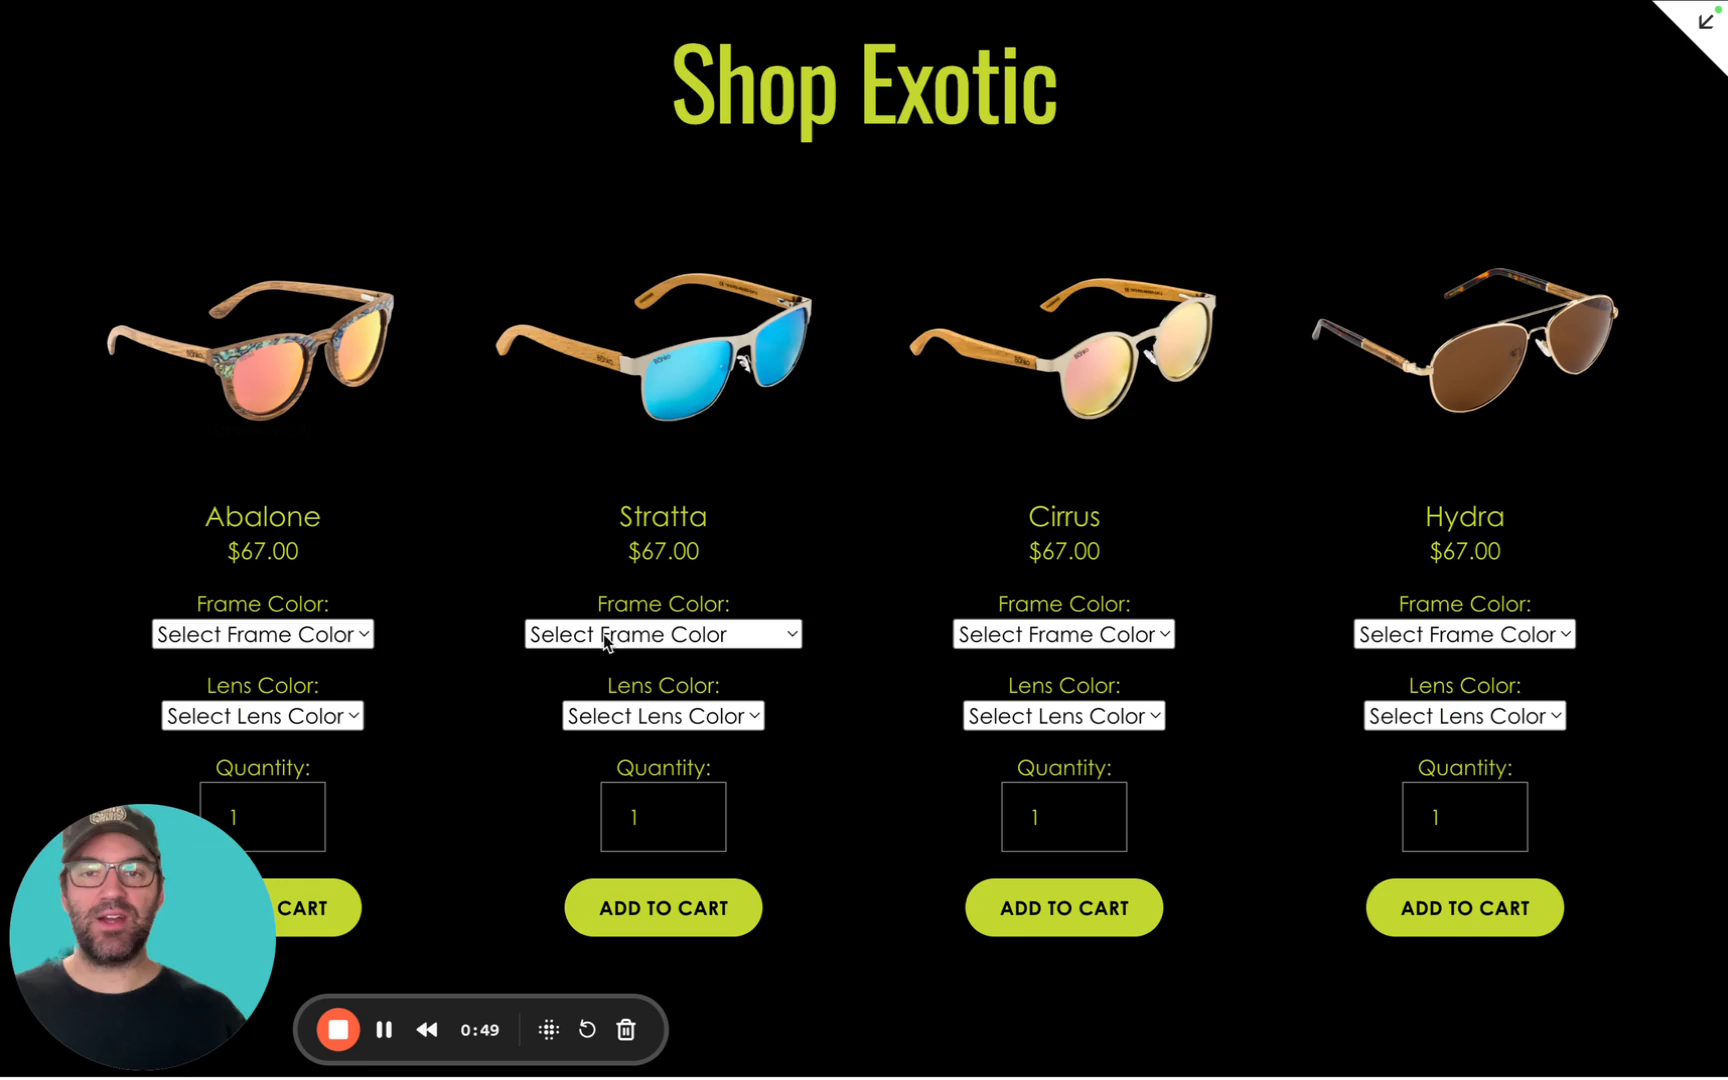 Shop Exotic
Abalone
$67.00
Frame Color:
Select Frame Color
Lens Color:
Select Lens Color
Quantity:
1
CART
Stratta
$67.00
Frame Color:
Select Frame Color
Lens Color:
Select Lens Color
Quantity:
1
ADD TO CART
Cirrus
$67.00
Frame Color:
Select Frame Color
Lens Color:
Select Lens Color
Quantity:
1
ADD TO CART
Hydra
$67.00
Frame Color:
Select Frame Color
Lens Color:
Select Lens Color
Quantity:
1
ADD TO CART
0:49